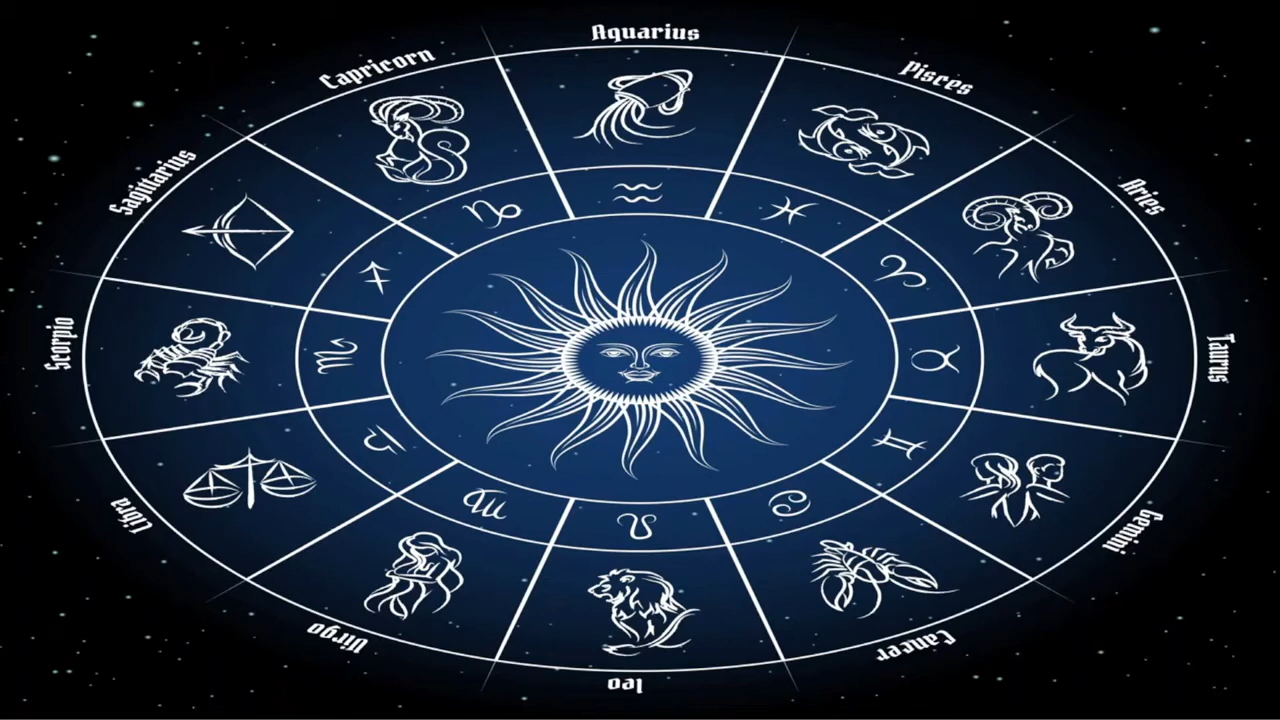 Aquarius
Pisces
Aries
Taurus
Gemini
Cancer
leo
Virgo
Libra
Scorpio
Sagittarius
Capricorn